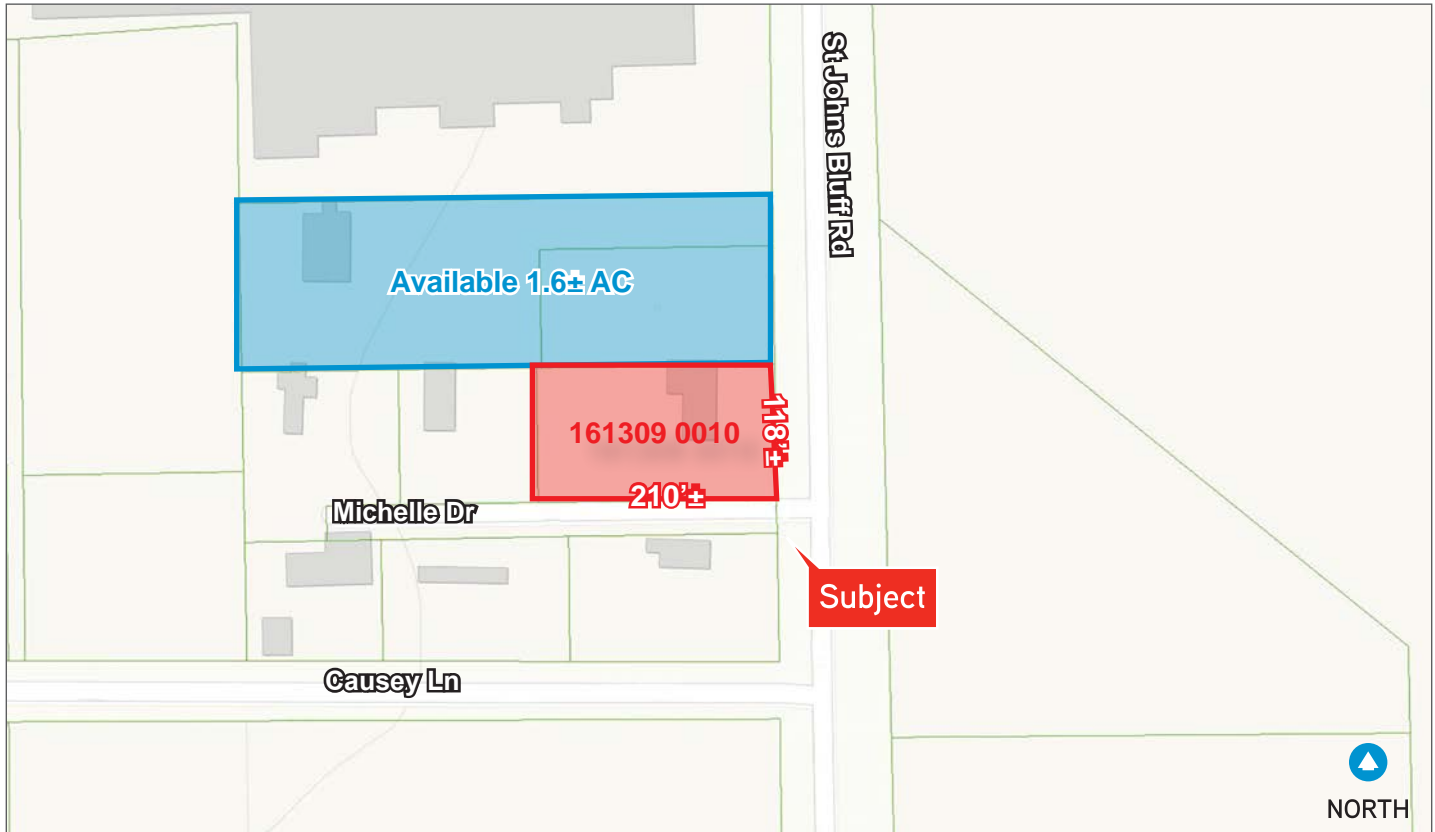 St Johns Bluff Rd
Available 1.6± AC
161309 0010
118'±
210'±
Michelle Dr
Subject
Causey Ln
NORTH